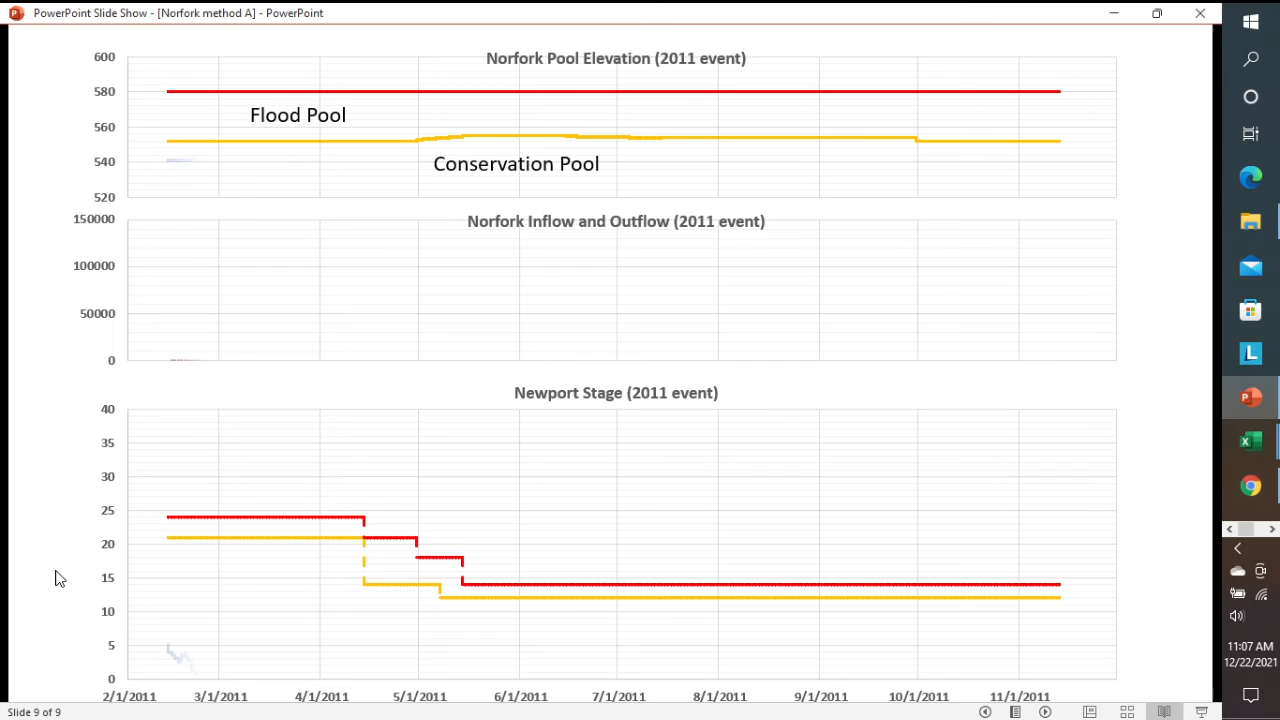 PowerPoint Slide Show - [Norfork method A] - PowerPoint
Norfork Pool Elevation (2011 event)
600
580
560
540
520
Flood Pool
Conservation Pool
Norfork Inflow and Outflow (2011 event)
150000
100000
50000
0
Newport Stage (2011 event)
40
35
30
25
20
15
10
5
0
2/1/2011 3/1/2011 4/1/2011 5/1/2011 6/1/2011 7/1/2011 8/1/2011 9/1/2011 10/1/2011 11/1/2011
Slide 9 of 9
11:07 AM
12/22/2021